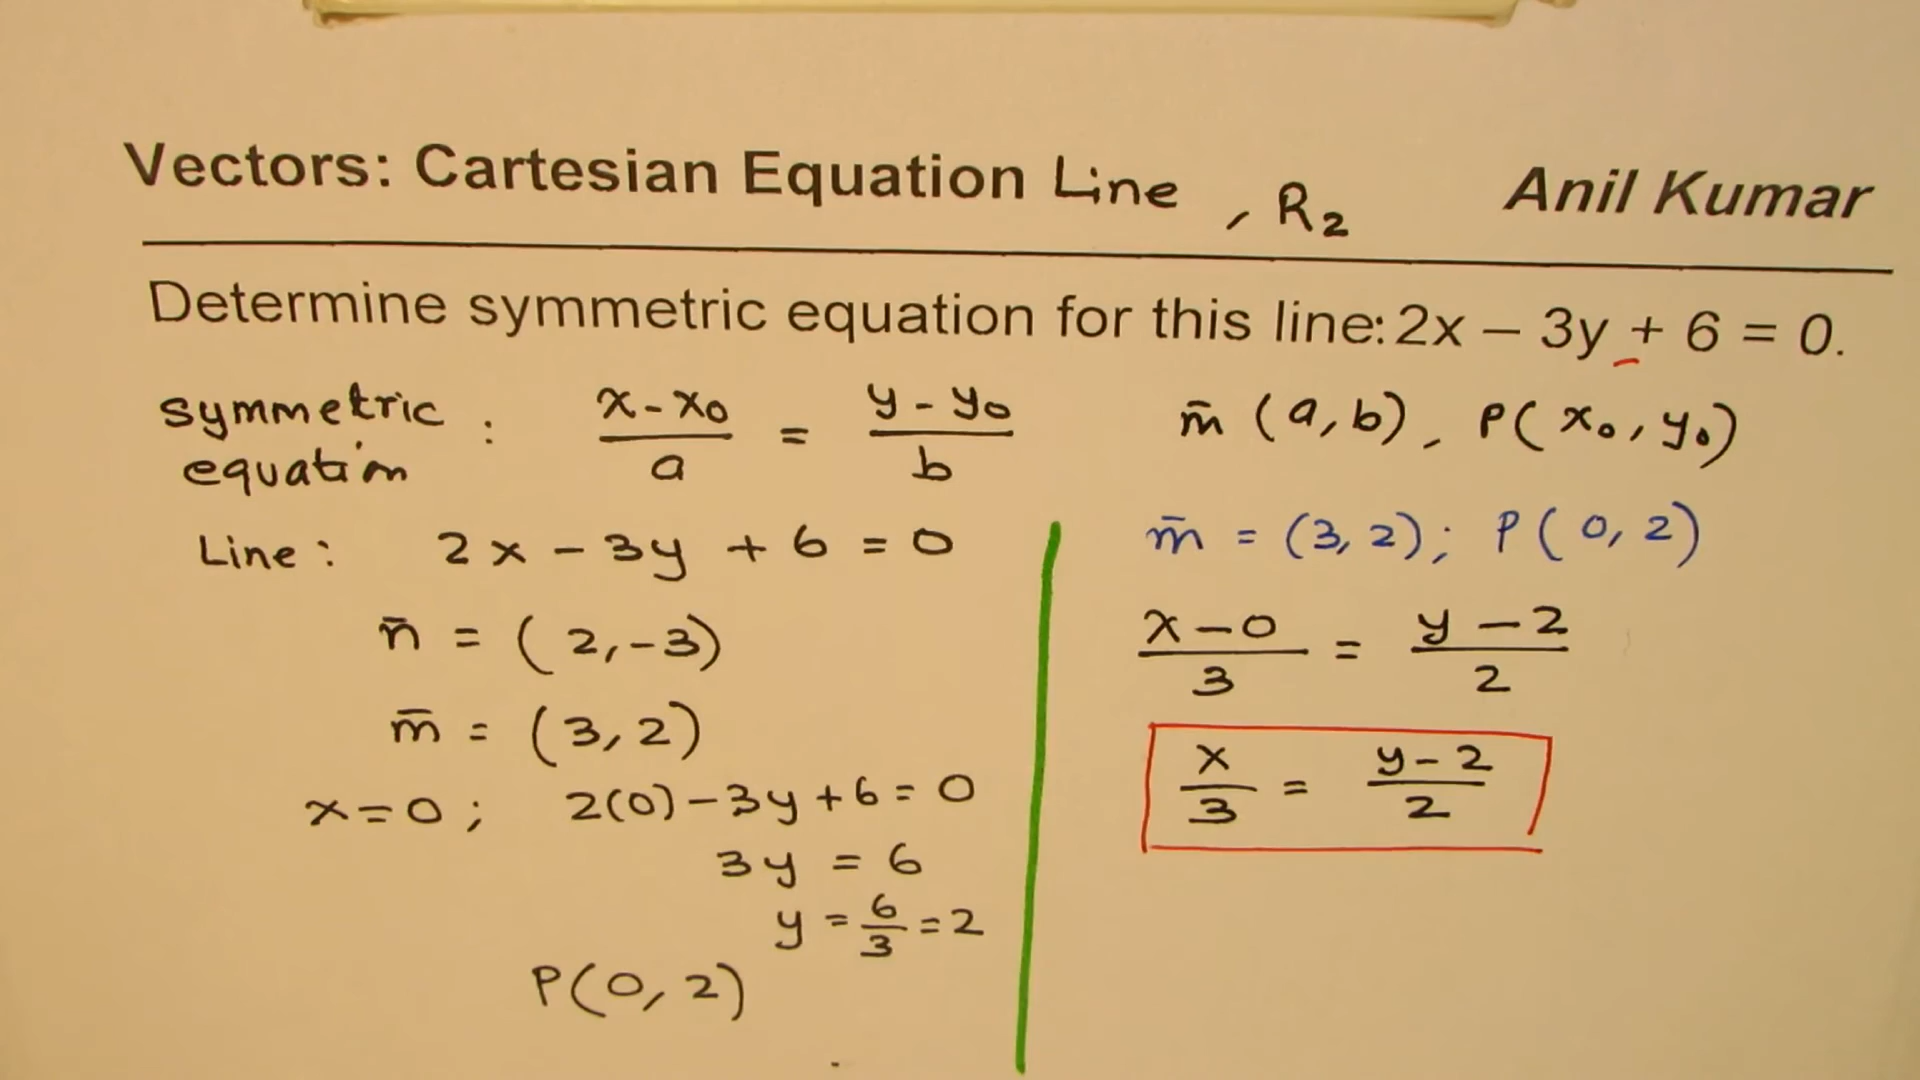 Vectors: Cartesian Equation Line, R₂ Anil Kumar
Determine symmetric equation for this line: 2x – 3y + 6 = 0.
Symmetric equation : (x - x₀)/a = (y - y₀)/b
m̄ (a, b), P(x₀, y₀)
Line: 2x - 3y + 6 = 0
n̄ = (2, -3)
m̄ = (3, 2)
x = 0; 2(0) - 3y + 6 = 0
3y = 6
y = 6/3 = 2
P(0, 2)
m̄ = (3, 2); P(0, 2)
(x - 0)/3 = (y - 2)/2
x/3 = (y - 2)/2